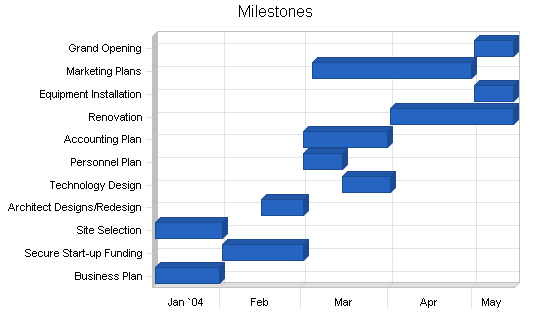 Milestones
Grand Opening
Marketing Plans
Equipment Installation
Renovation
Accounting Plan
Personnel Plan
Technology Design
Architect Designs/Redesign
Site Selection
Secure Start-up Funding
Business Plan
Jan `04 Feb Mar Apr May